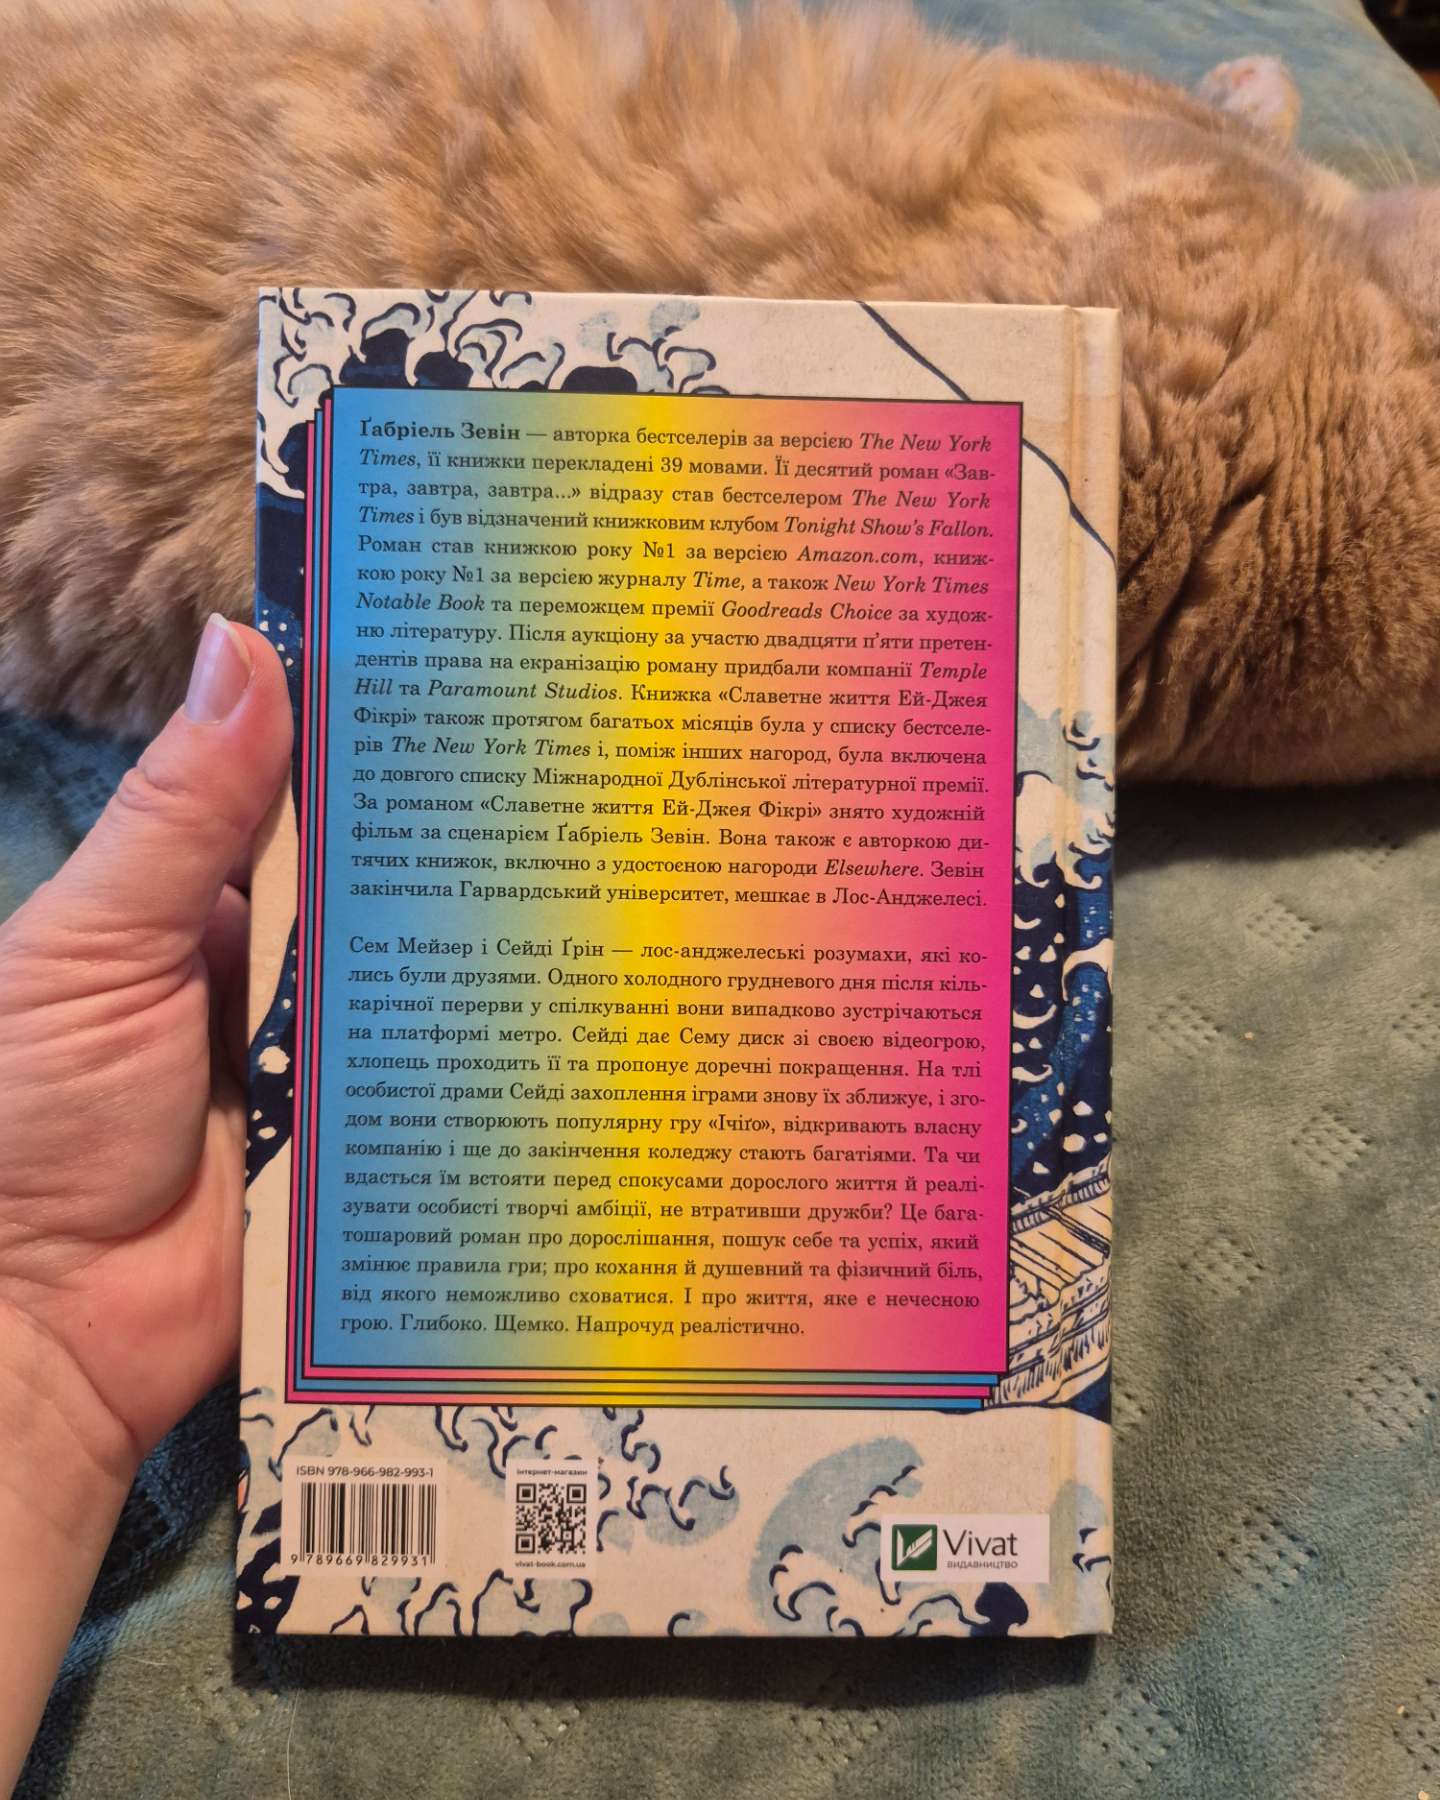 Ґабріель Зевін — авторка бестселерів за версією The New York
Times, її книжки перекладені 39 мовами. Її десятий роман «Зав-
тра, завтра, завтра...» відразу став бестселером The New York
Times і був відзначений книжковим клубом Tonight Show's Fallon.
Роман став книжкою року №1 за версією Amazon.com, книж-
кою року №1 за версією журналу Time, а також New York Times
Notable Book та переможцем премії Goodreads Choice за худож-
ню літературу. Після аукціону за участю двадцяти п'яти претен-
дентів права на екранізацію роману придбали компанії Temple
Hill та Paramount Studios. Книжка «Славетне життя Ей-Джея
Фікрі» також протягом багатьох місяців була у списку бестселе-
рів The New York Times і, поміж інших нагород, була включена
до довгого списку Міжнародної Дублінської літературної премії.
За романом «Славетне життя Ей-Джея Фікрі» знято художній
фільм за сценарієм Ґабріель Зевін. Вона також є авторкою ди-
тячих книжок, включно з удостоєною нагороди Elsewhere. Зевін
закінчила Гарвардський університет, мешкає в Лос-Анджелесі.
Сем Мейзер і Сейді Ґрін — лос-анджелеські розумахи, які ко-
лись були друзями. Одного холодного грудневого дня після кіль-
карічної перерви у спілкуванні вони випадково зустрічаються
на платформі метро. Сейді дає Сему диск зі своєю відеогрою,
хлопець проходить її та пропонує доречні покращення. На тлі
особистої драми Сейді захоплення іграми знову їх зближує, і зго-
дом вони створюють популярну гру «Ічіґо», відкривають власну
компанію і ще до закінчення коледжу стають багатіями. Та чи
вдасться їм встояти перед спокусами дорослого життя й реалі-
зувати особисті творчі амбіції, не втративши дружби? Це бага-
тошаровий роман про дорослішання, пошук себе та успіх, який
змінює правила гри; про кохання й душевний та фізичний біль,
від якого неможливо сховатися. І про життя, яке є нечесною
грою. Глибоко. Щемко. Напрочуд реалістично.
ISBN 978-966-982-993-1
9 789669 829931
інтернет-магазин
vivat-book.com.ua
Vivat
ВИДАВНИЦТВО